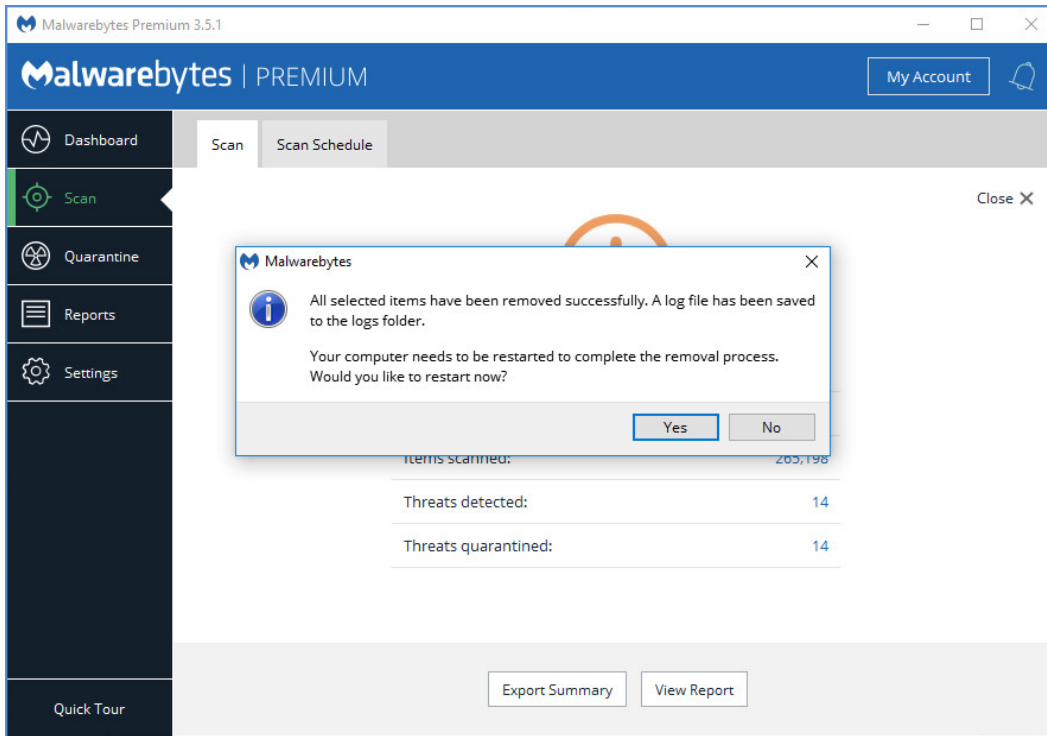 Malwarebytes Premium 3.5.1
Malwarebytes | PREMIUM
My Account
Dashboard
Scan
Quarantine
Reports
Settings
Quick Tour
Scan
Scan Schedule
Close
Malwarebytes
All selected items have been removed successfully. A log file has been saved
to the logs folder.
Your computer needs to be restarted to complete the removal process.
Would you like to restart now?
Yes
No
Items scanned: 265,198
Threats detected: 14
Threats quarantined: 14
Export Summary
View Report